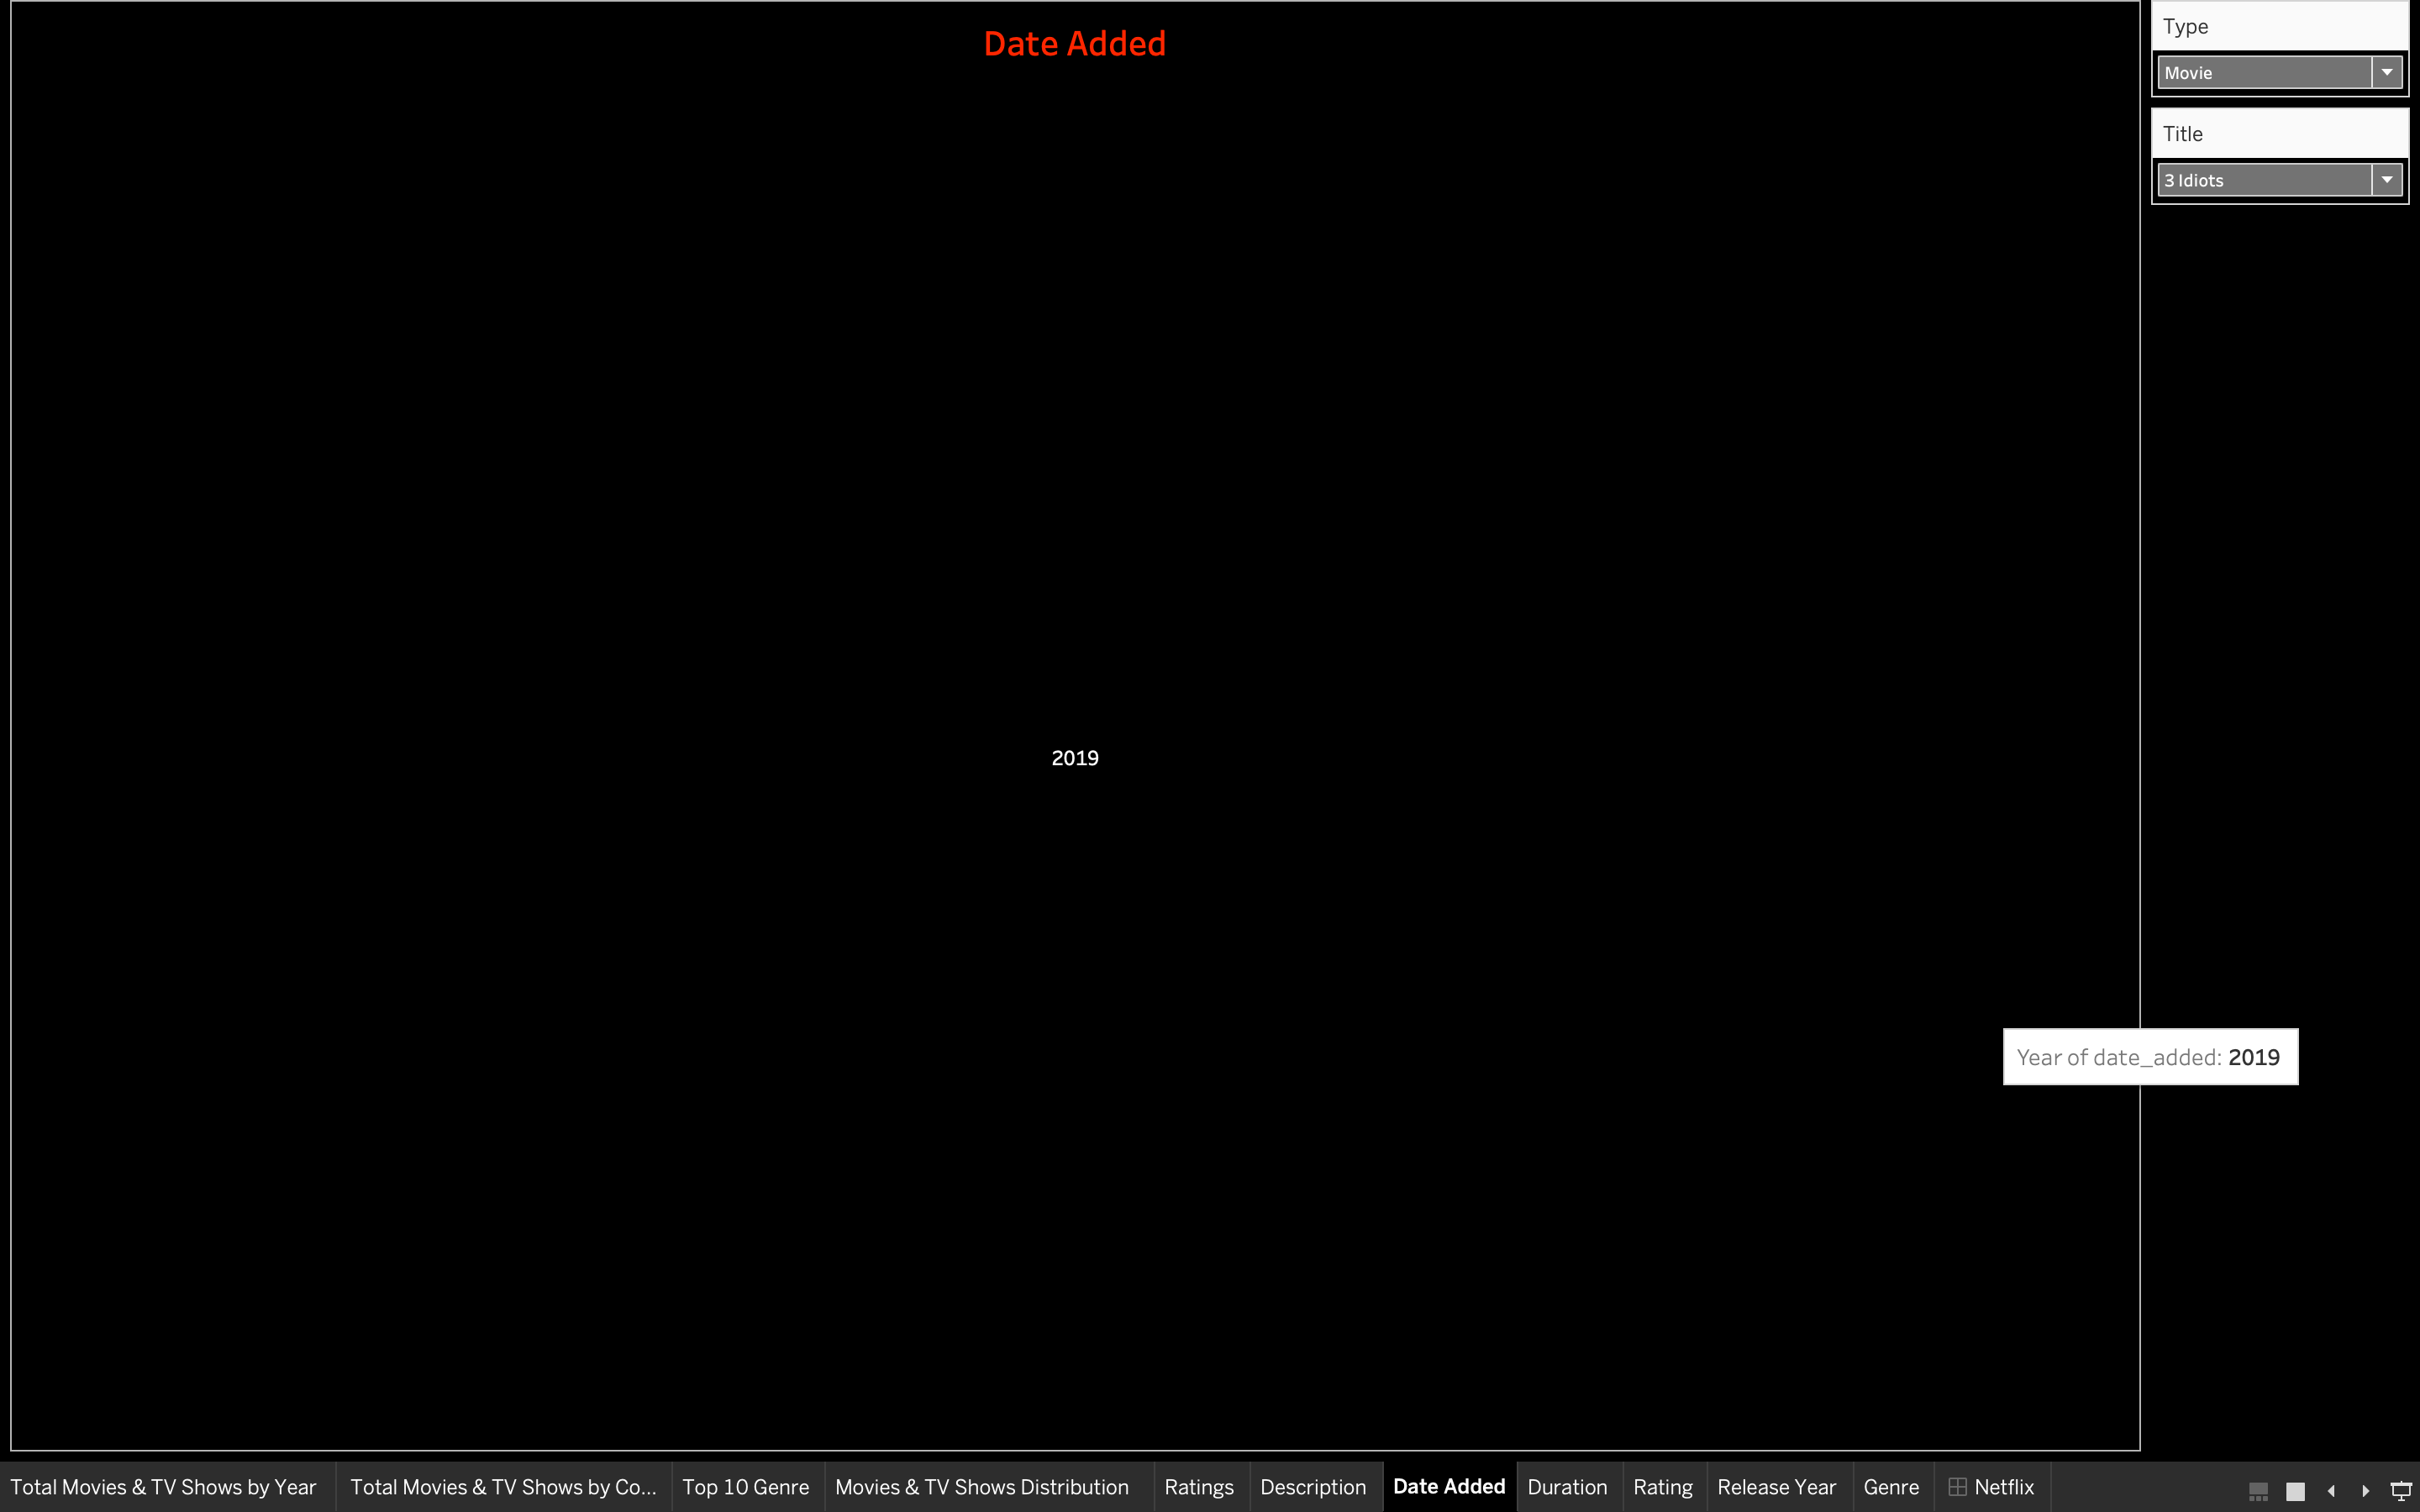 Date Added
Type
Movie
Title
3 Idiots
2019
Year of date_added: 2019
Total Movies & TV Shows by Year
Total Movies & TV Shows by Co...
Top 10 Genre
Movies & TV Shows Distribution
Ratings
Description
Date Added
Duration
Rating
Release Year
Genre
Netflix